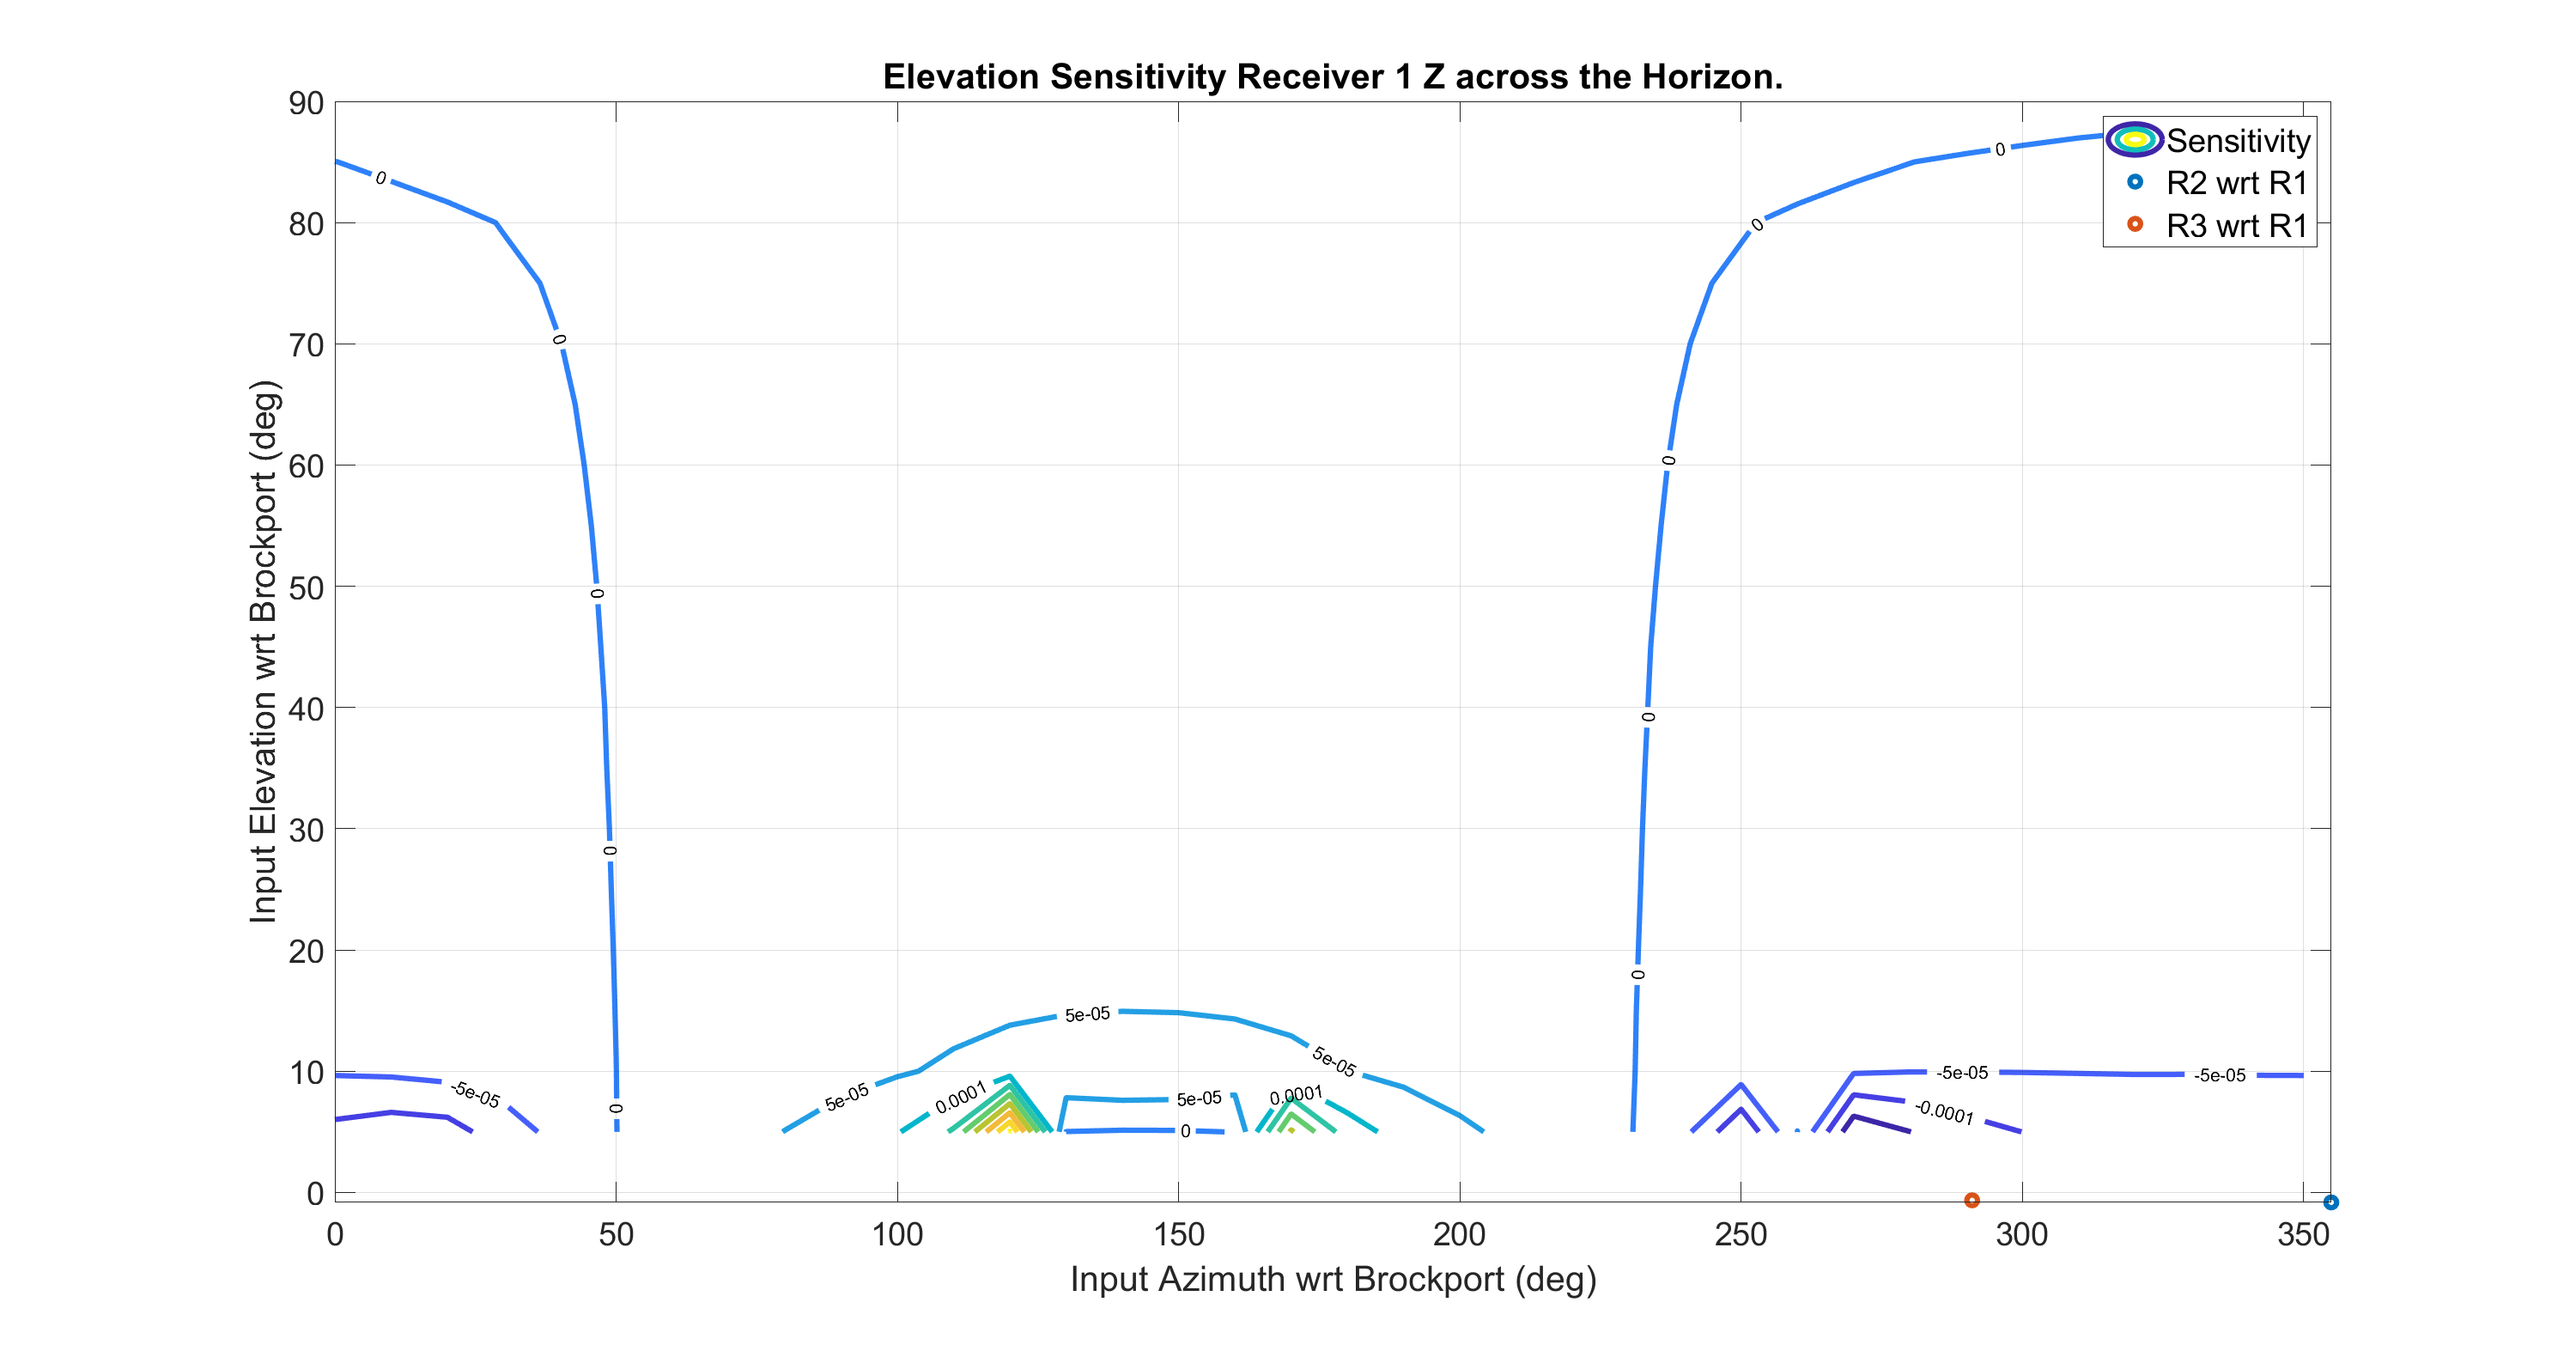 Elevation Sensitivity Receiver 1 Z across the Horizon.
Input Elevation wrt Brockport (deg)
90
80
70
60
50
40
30
20
10
0
Sensitivity
R2 wrt R1
R3 wrt R1
0
0
0
0
0
0
0
0
0
0
0
5e-05
5e-05
5e-05
5e-05
0.0001
0.0001
0
-5e-05
-5e-05
-5e-05
-0.0001
0 50 100 150 200 250 300 350
Input Azimuth wrt Brockport (deg)